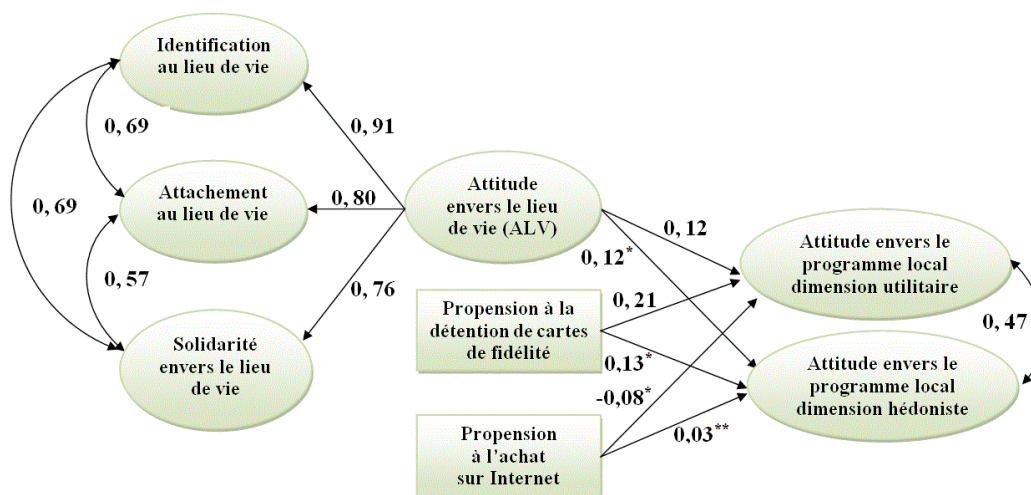 Identification
au lieu de vie
0, 69
0, 91
Attachement
au lieu de vie
0, 80
0, 69
0, 57
Attitude
envers le lieu
de vie (ALV)
0, 76
Solidarité
envers le lieu
de vie
0, 12
0, 12*
Attitude envers le
programme local
dimension utilitaire
Propension à la
détention de cartes
de fidélité
0, 21
0,13*
0, 47
-0,08*
Attitude envers le
programme local
dimension hédoniste
Propension
à l'achat
sur Internet
0,03**